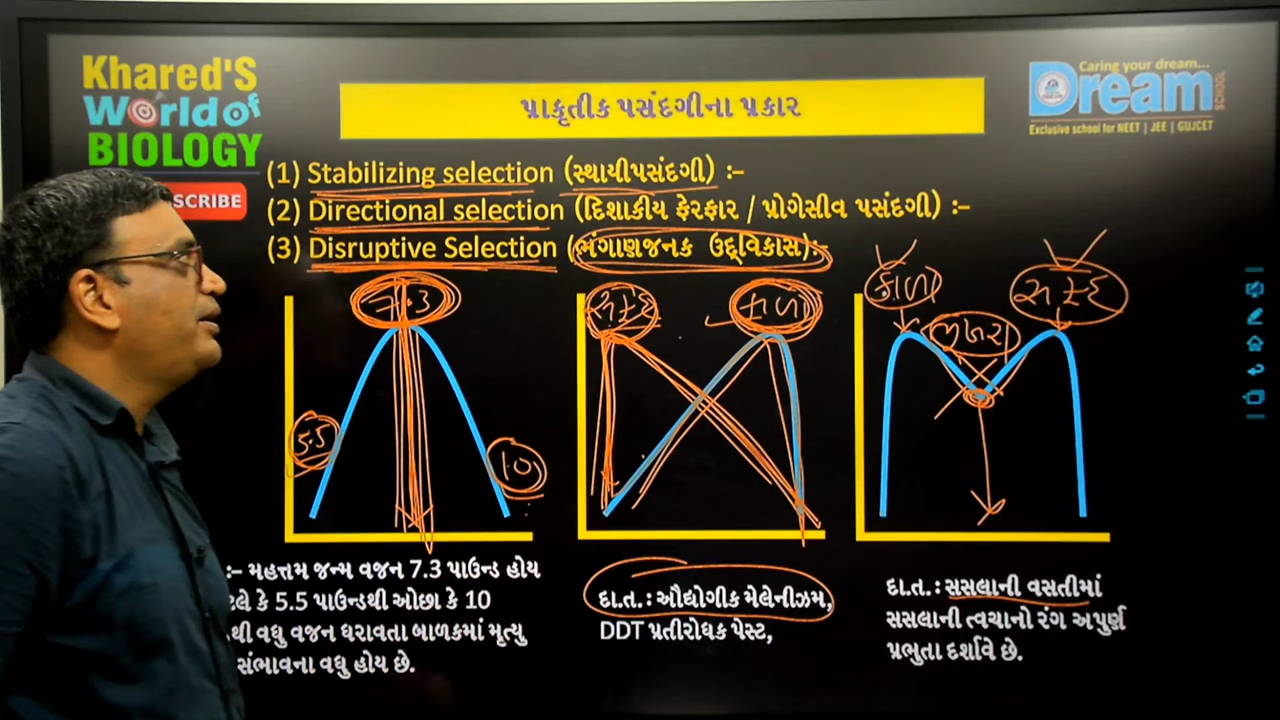 Khared'S
World of
BIOLOGY
SCRIBE
Caring your dream...
Dream
SCHOOL
Exclusive school for NEET | JEE | GUJCET
પ્રાકૃતીક પસંદગીના પ્રકાર
(1) Stabilizing selection (સ્થાયીપસંદગી) :–
(2) Directional selection (દિશાકીય ફેરફાર / પ્રોગેસીવ પસંદગી) :–
(3) Disruptive Selection (ભંગાણજનક ઉદ્‌વિકાસ):-
7.3
5.5
10
સફેદ
કાળા
કાળા
સફેદ
ભુખરા
:– મહત્તમ જન્મ વજન 7.3 પાઉન્ડ હોય
ટલે કે 5.5 પાઉન્ડથી ઓછા કે 10
થી વધુ વજન ધરાવતા બાળકમાં મૃત્યુ
સંભાવના વધુ હોય છે.
દા.ત. : ઔદ્યોગીક મેલેનીઝમ,
DDT પ્રતીરોધક પેસ્ટ,
દા.ત. : સસલાની વસતીમાં
સસલાની ત્વચાનો રંગ અપુર્ણ
પ્રભુતા દર્શાવે છે.